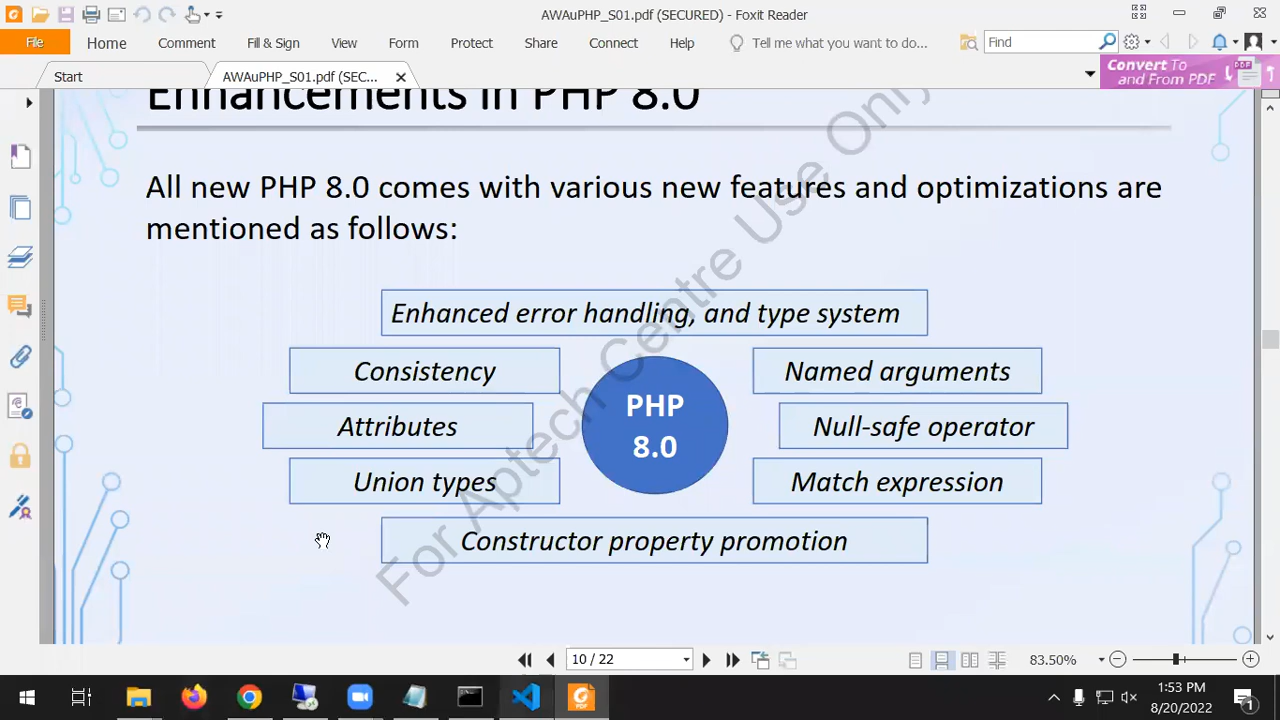 AWAuPHP_S01.pdf (SECURED) - Foxit Reader
File Home Comment Fill & Sign View Form Protect Share Connect Help Tell me what you want to do... Find
Start AWAuPHP_S01.pdf (SEC... Convert To and From PDF PDF
Enhancements in PHP 8.0
All new PHP 8.0 comes with various new features and optimizations are
mentioned as follows:
Enhanced error handling, and type system
Consistency
Named arguments
PHP
8.0
Attributes
Null-safe operator
Union types
Match expression
Constructor property promotion
For Aptech Centre Use Only
10 / 22
83.50%
1:53 PM
8/20/2022
1